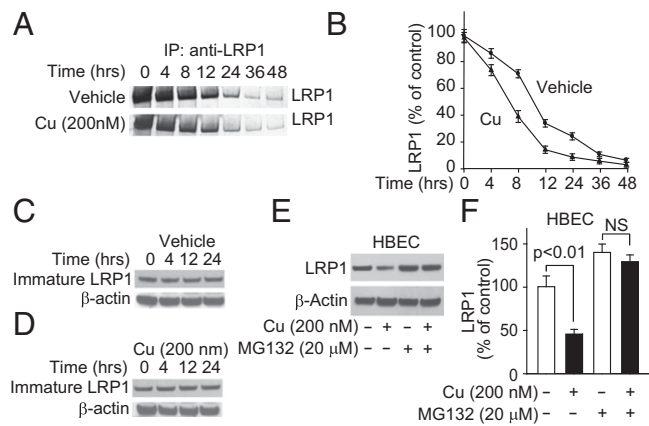 A
IP: anti-LRP1
Time (hrs) 0 4 8 12 24 36 48
Vehicle LRP1
Cu (200nM) LRP1
B
LRP1 (% of control)
100
80
60
40
20
0
Vehicle
Cu
Time (hrs) 0 4 8 12 24 36 48
C
Vehicle
Time (hrs) 0 4 12 24
Immature LRP1
β-actin
D
Cu (200 nm)
Time (hrs) 0 4 12 24
Immature LRP1
β-actin
E
HBEC
LRP1
β-Actin
Cu (200 nM) – + – +
MG132 (20 μM) – – + +
F
HBEC
NS
p<0.01
LRP1
(% of control)
150
100
50
0
Cu (200 nM) – + – +
MG132 (20 μM) – – + +